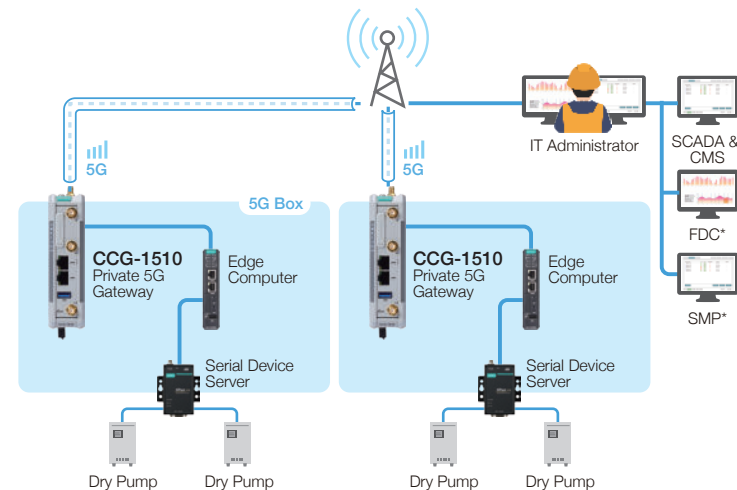 IT Administrator
SCADA &
CMS
5G
5G
5G Box
FDC*
CCG-1510
Private 5G
Gateway
Edge
Computer
CCG-1510
Private 5G
Gateway
Edge
Computer
SMP*
Serial Device
Server
Serial Device
Server
Dry Pump
Dry Pump
Dry Pump
Dry Pump